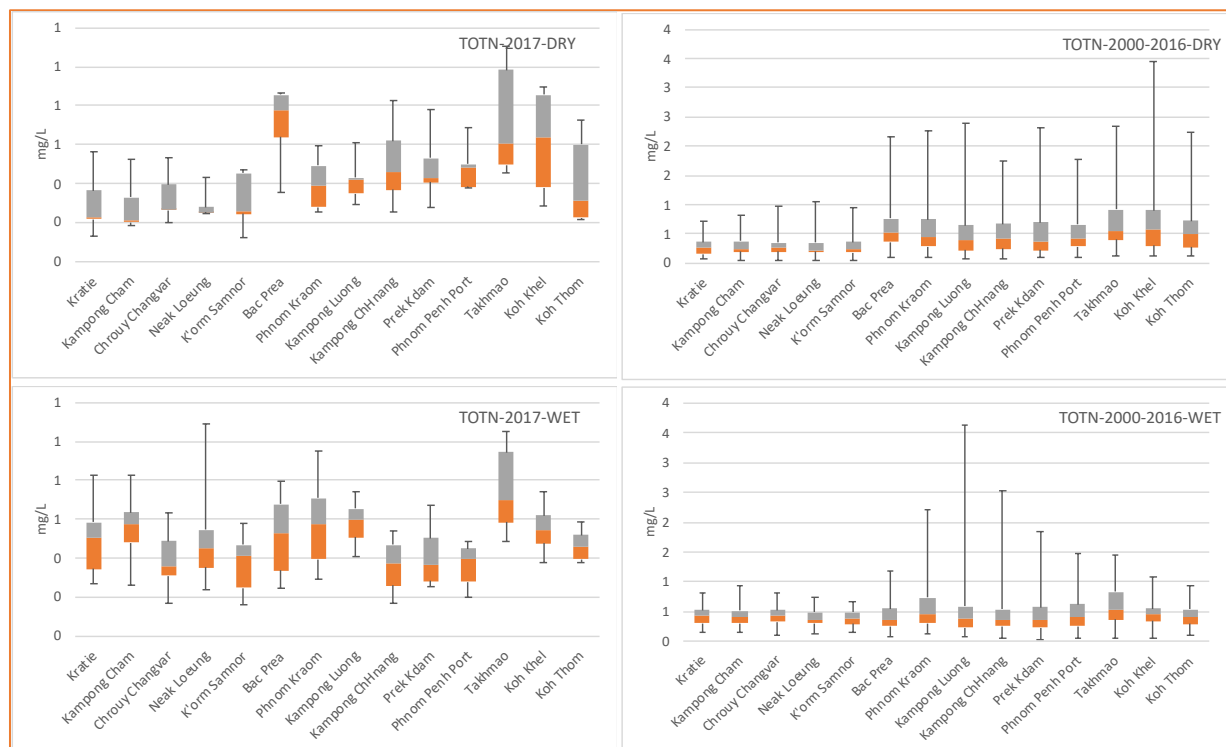 TOTN-2017-DRY
mg/L
1
1
1
1
0
0
0
Kratie
Kampong Cham
Chrouy Changvar
Neak Loeung
K'orm Samnor
Bac Prea
Phnom Kraom
Kampong Luong
Kampong ChHnang
Prek Kdam
Phnom Penh Port
Takhmao
Koh Khel
Koh Thom
TOTN-2000-2016-DRY
mg/L
4
4
3
3
2
2
1
1
0
Kratie
Kampong Cham
Chrouy Changvar
Neak Loeung
K'orm Samnor
Bac Prea
Phnom Kraom
Kampong Luong
Kampong ChHnang
Prek Kdam
Phnom Penh Port
Takhmao
Koh Khel
Koh Thom
TOTN-2017-WET
mg/L
1
1
1
1
0
0
0
Kratie
Kampong Cham
Chrouy Changvar
Neak Loeung
K'orm Samnor
Bac Prea
Phnom Kraom
Kampong Luong
Kampong ChHnang
Prek Kdam
Phnom Penh Port
Takhmao
Koh Khel
Koh Thom
TOTN-2000-2016-WET
mg/L
4
4
3
3
2
2
1
1
0
Kratie
Kampong Cham
Chrouy Changvar
Neak Loeung
K'orm Samnor
Bac Prea
Phnom Kraom
Kampong Luong
Kampong ChHnang
Prek Kdam
Phnom Penh Port
Takhmao
Koh Khel
Koh Thom